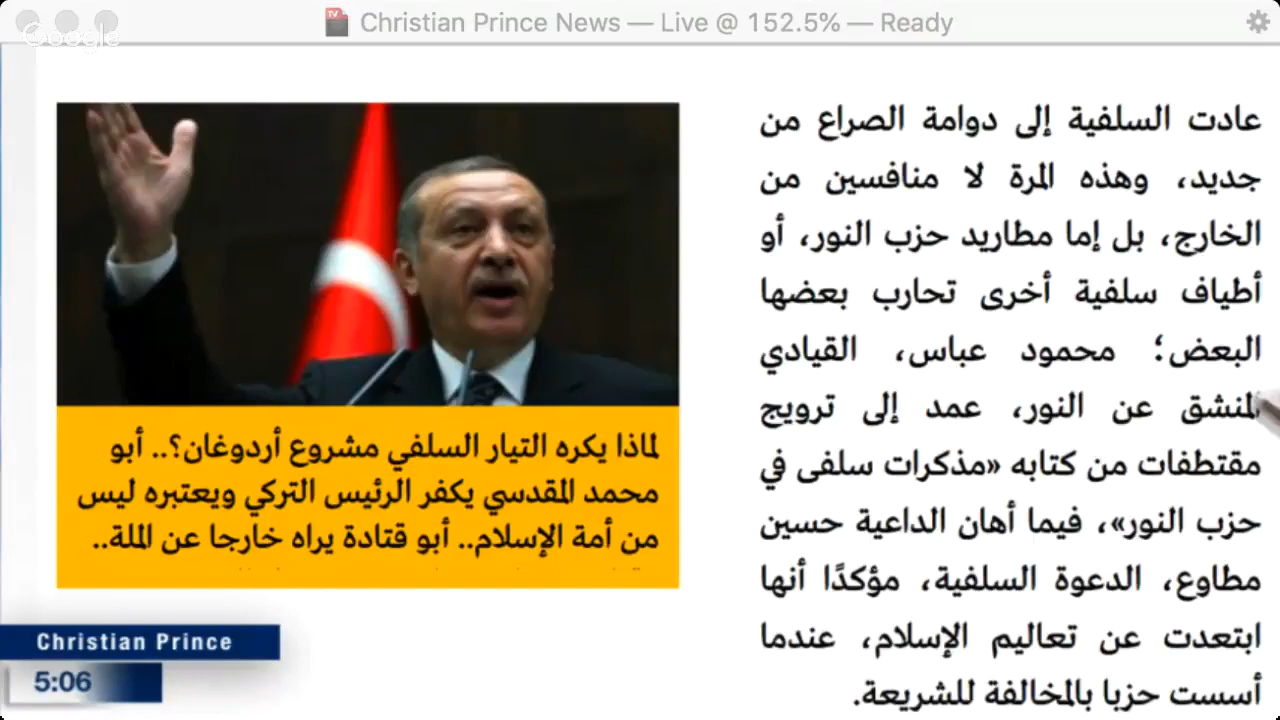 Christian Prince News — Live @ 152.5% — Ready
Google
عادت السلفية إلى دوامة الصراع من
جديد، وهذه المرة لا منافسين من
الخارج، بل إما مطاريد حزب النور، أو
أطياف سلفية أخرى تحارب بعضها
البعض؛ محمود عباس، القيادي
المنشق عن النور، عمد إلى ترويج
مقتطفات من كتابه «مذكرات سلفى في
حزب النور»، فيما أهان الداعية حسين
مطاوع، الدعوة السلفية، مؤكدًا أنها
ابتعدت عن تعاليم الإسلام، عندما
أسست حزبا بالمخالفة للشريعة.
لماذا يكره التيار السلفي مشروع أردوغان؟.. أبو
محمد المقدسي يكفر الرئيس التركي ويعتبره ليس
من أمة الإسلام.. أبو قتادة يراه خارجا عن الملة..
Christian Prince
5:06